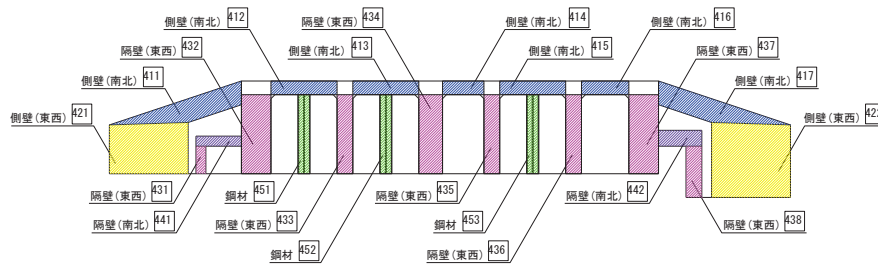 側壁(南北) 412
隔壁(東西) 434
側壁(南北) 414
側壁(南北) 416
隔壁(東西) 432
側壁(南北) 413
側壁(南北) 415
隔壁(東西) 437
側壁(南北) 411
側壁(南北) 417
側壁(東西) 421
側壁(東西) 422
隔壁(東西) 431
鋼材 451
隔壁(東西) 435
隔壁(南北) 442
隔壁(南北) 441
隔壁(東西) 433
鋼材 453
隔壁(東西) 438
鋼材 452
隔壁(東西) 436